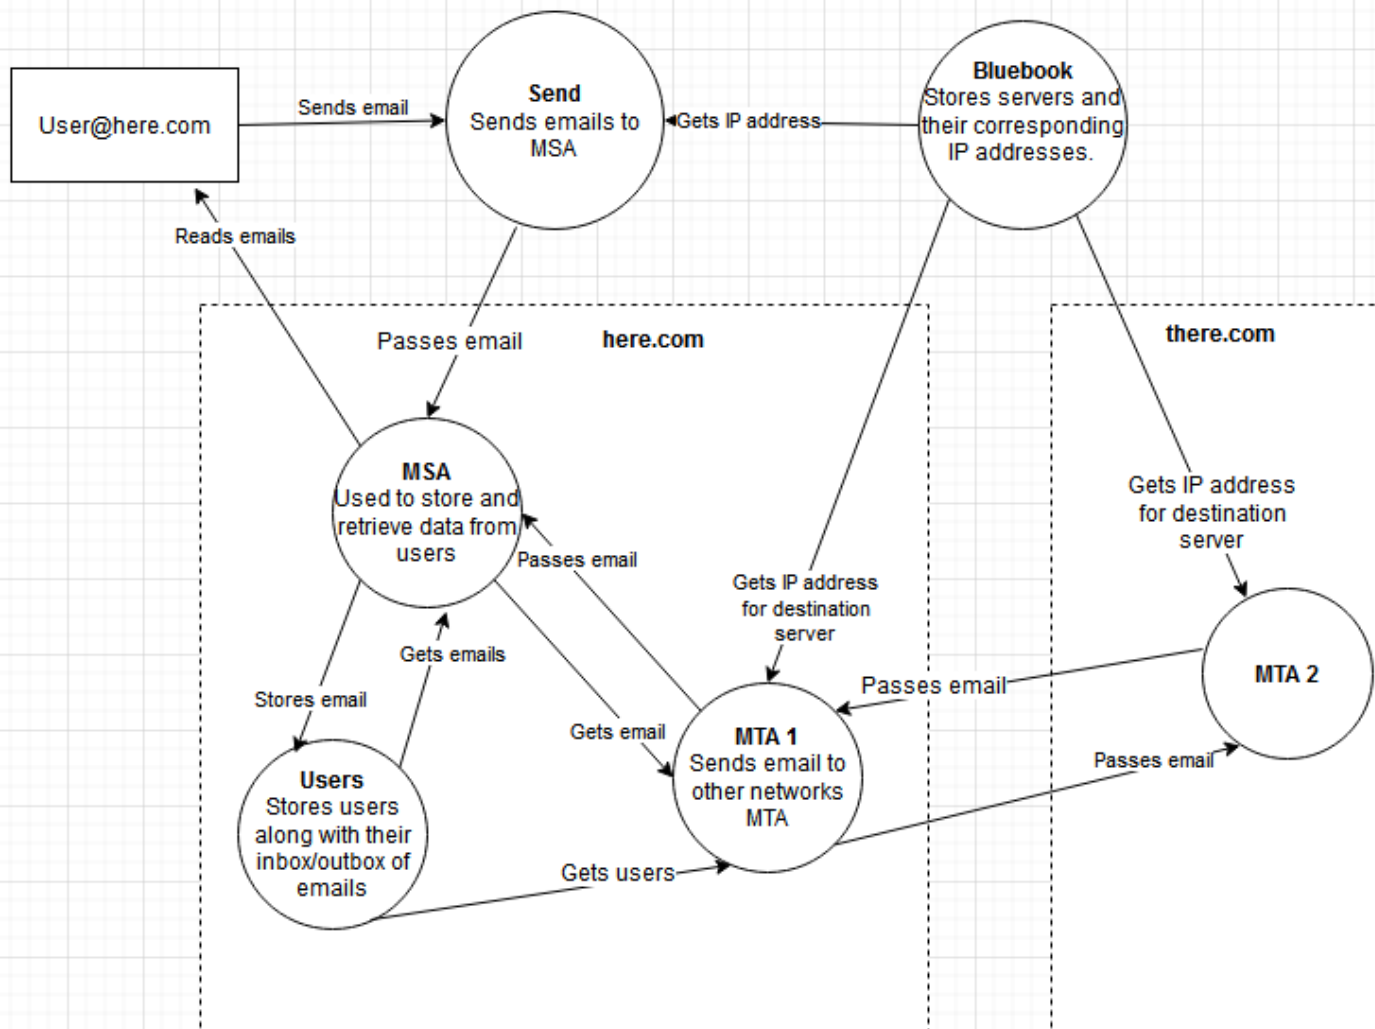 User@here.com
Sends email
Send
Sends emails to
MSA
Gets IP address
Bluebook
Stores servers and
their corresponding
IP addresses.
Reads emails
Passes email
here.com
there.com
MSA
Used to store and
retrieve data from
users
Passes email
Gets IP address
for destination
server
Gets IP address
for destination
server
Gets emails
Stores email
Gets email
Passes email
MTA 2
MTA 1
Sends email to
other networks
MTA
Passes email
Users
Stores users
along with their
inbox/outbox of
emails
Gets users